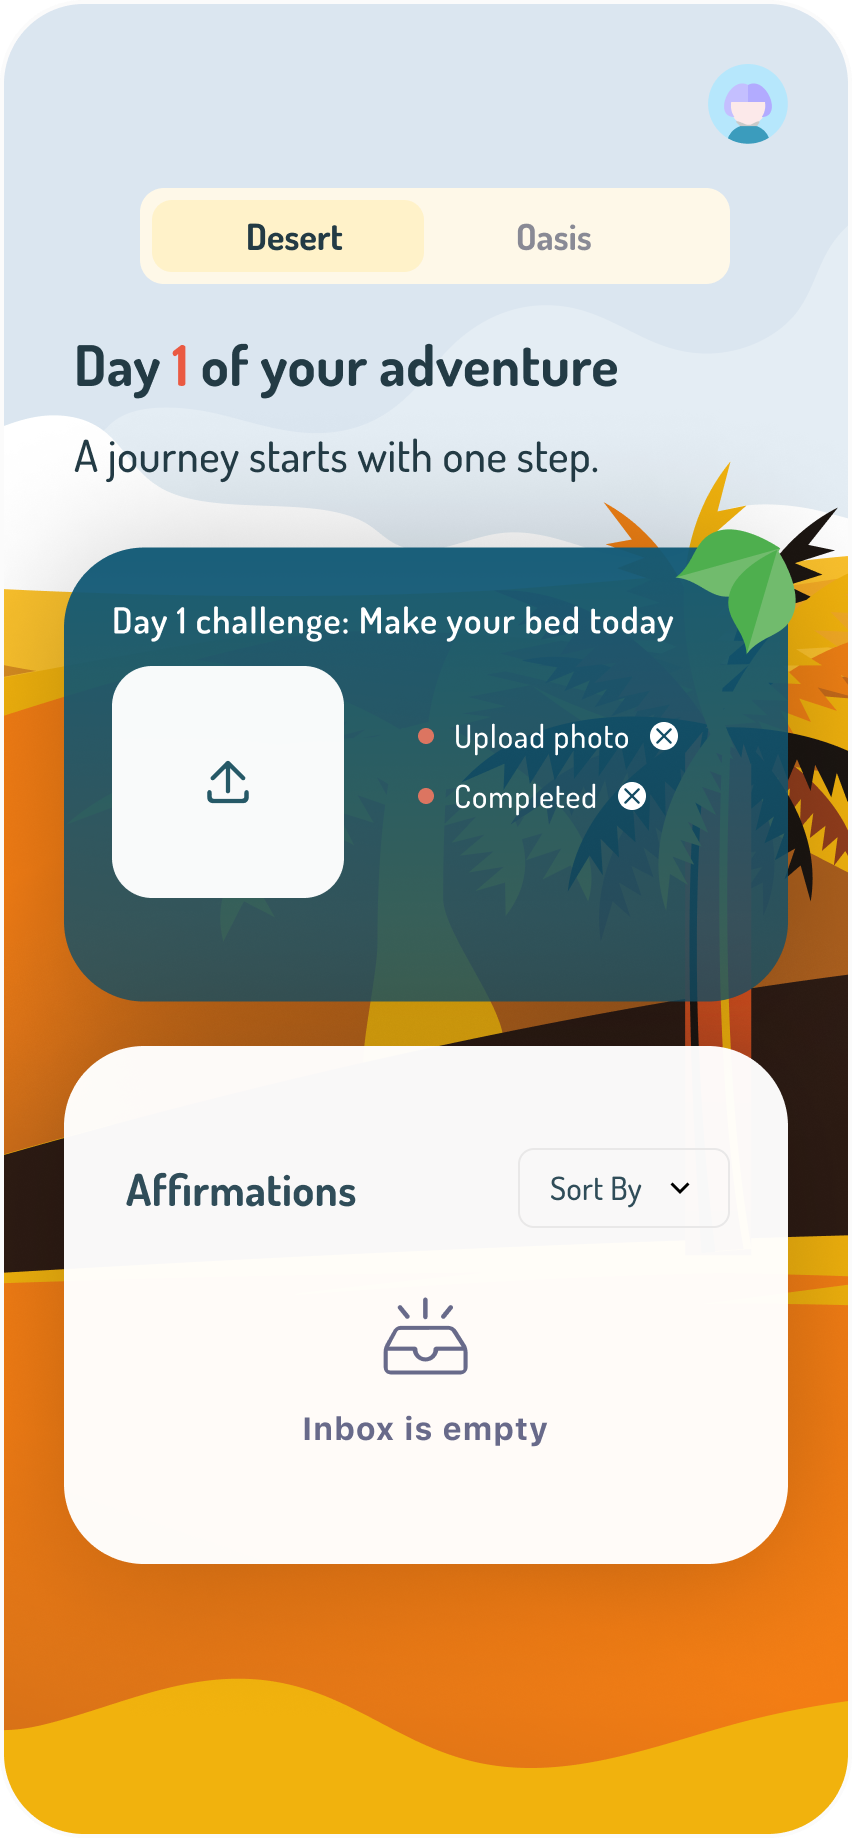 Desert
Oasis
Day 1 of your adventure
A journey starts with one step.
Day 1 challenge: Make your bed today
Upload photo
Completed
Affirmations
Sort By
Inbox is empty